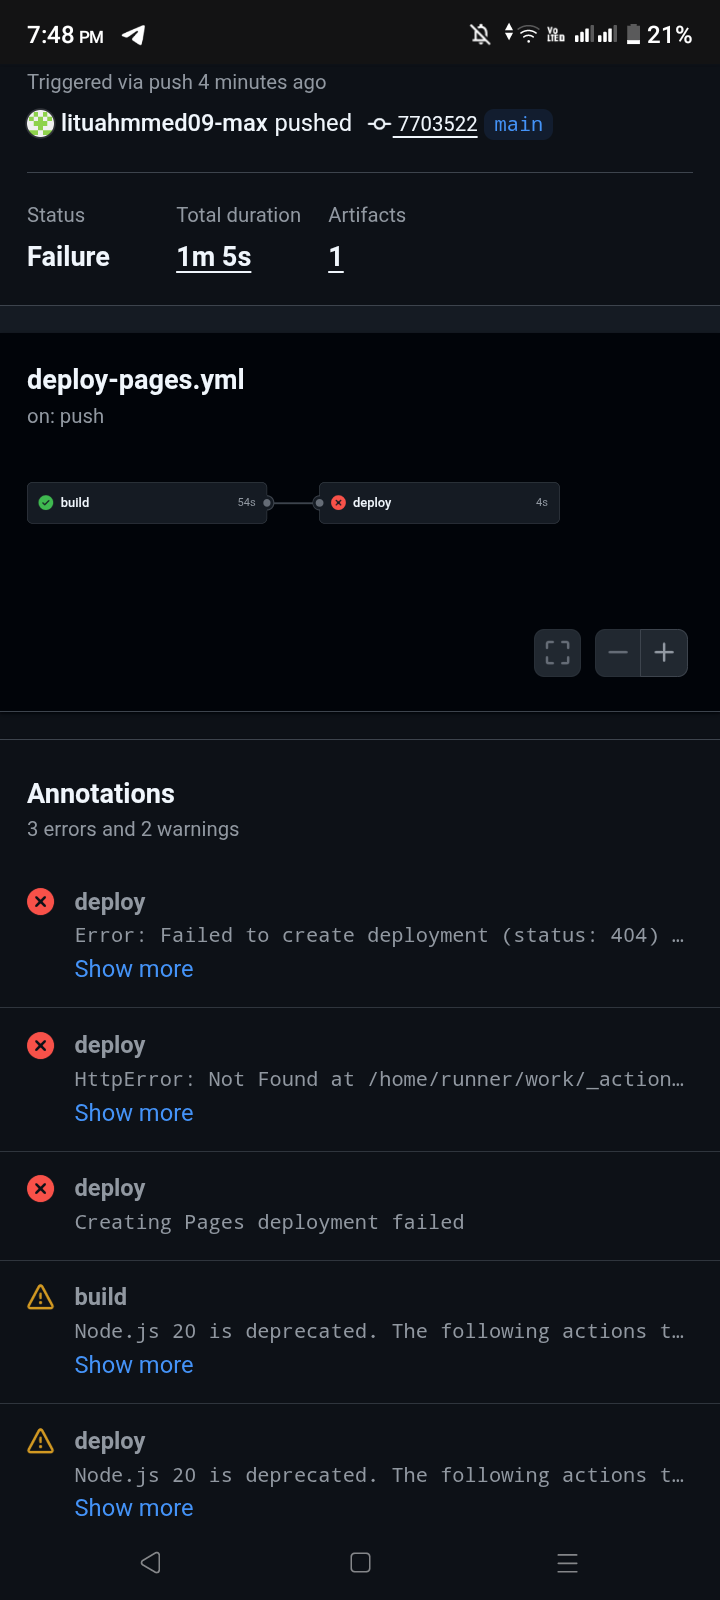 7:48 PM
Vo LTE D
21%
Triggered via push 4 minutes ago
lituahmmed09-max pushed 7703522 main
Status Total duration Artifacts
Failure 1m 5s 1
deploy-pages.yml
on: push
build 54s deploy 4s
Annotations
3 errors and 2 warnings
deploy
Error: Failed to create deployment (status: 404) …
Show more
deploy
HttpError: Not Found at /home/runner/work/_action…
Show more
deploy
Creating Pages deployment failed
build
Node.js 20 is deprecated. The following actions t…
Show more
deploy
Node.js 20 is deprecated. The following actions t…
Show more